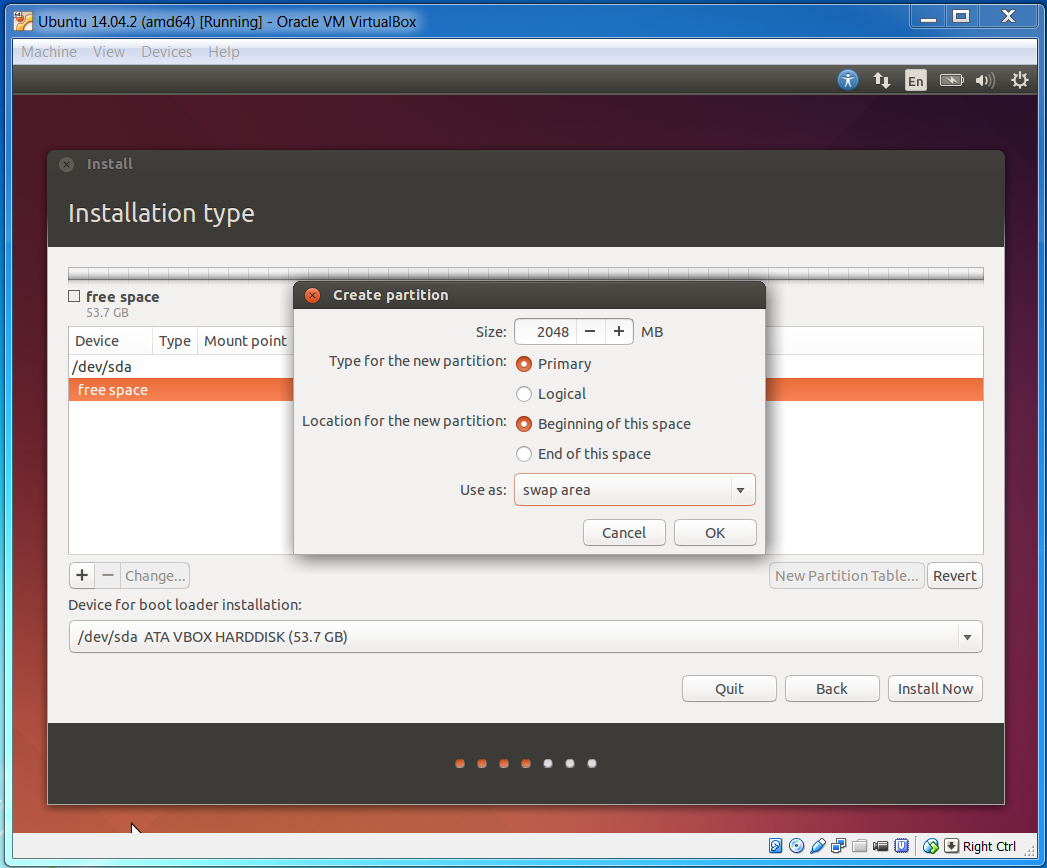 Ubuntu 14.04.2 (amd64) [Running] - Oracle VM VirtualBox
Machine View Devices Help
En
Install
Installation type
free space
53.7 GB
Device Type Mount point
/dev/sda
free space
Create partition
Size: 2048 − + MB
Type for the new partition: Primary
Logical
Location for the new partition: Beginning of this space
End of this space
Use as: swap area
Cancel OK
+ − Change... New Partition Table... Revert
Device for boot loader installation:
/dev/sda ATA VBOX HARDDISK (53.7 GB)
Quit Back Install Now
Right Ctrl